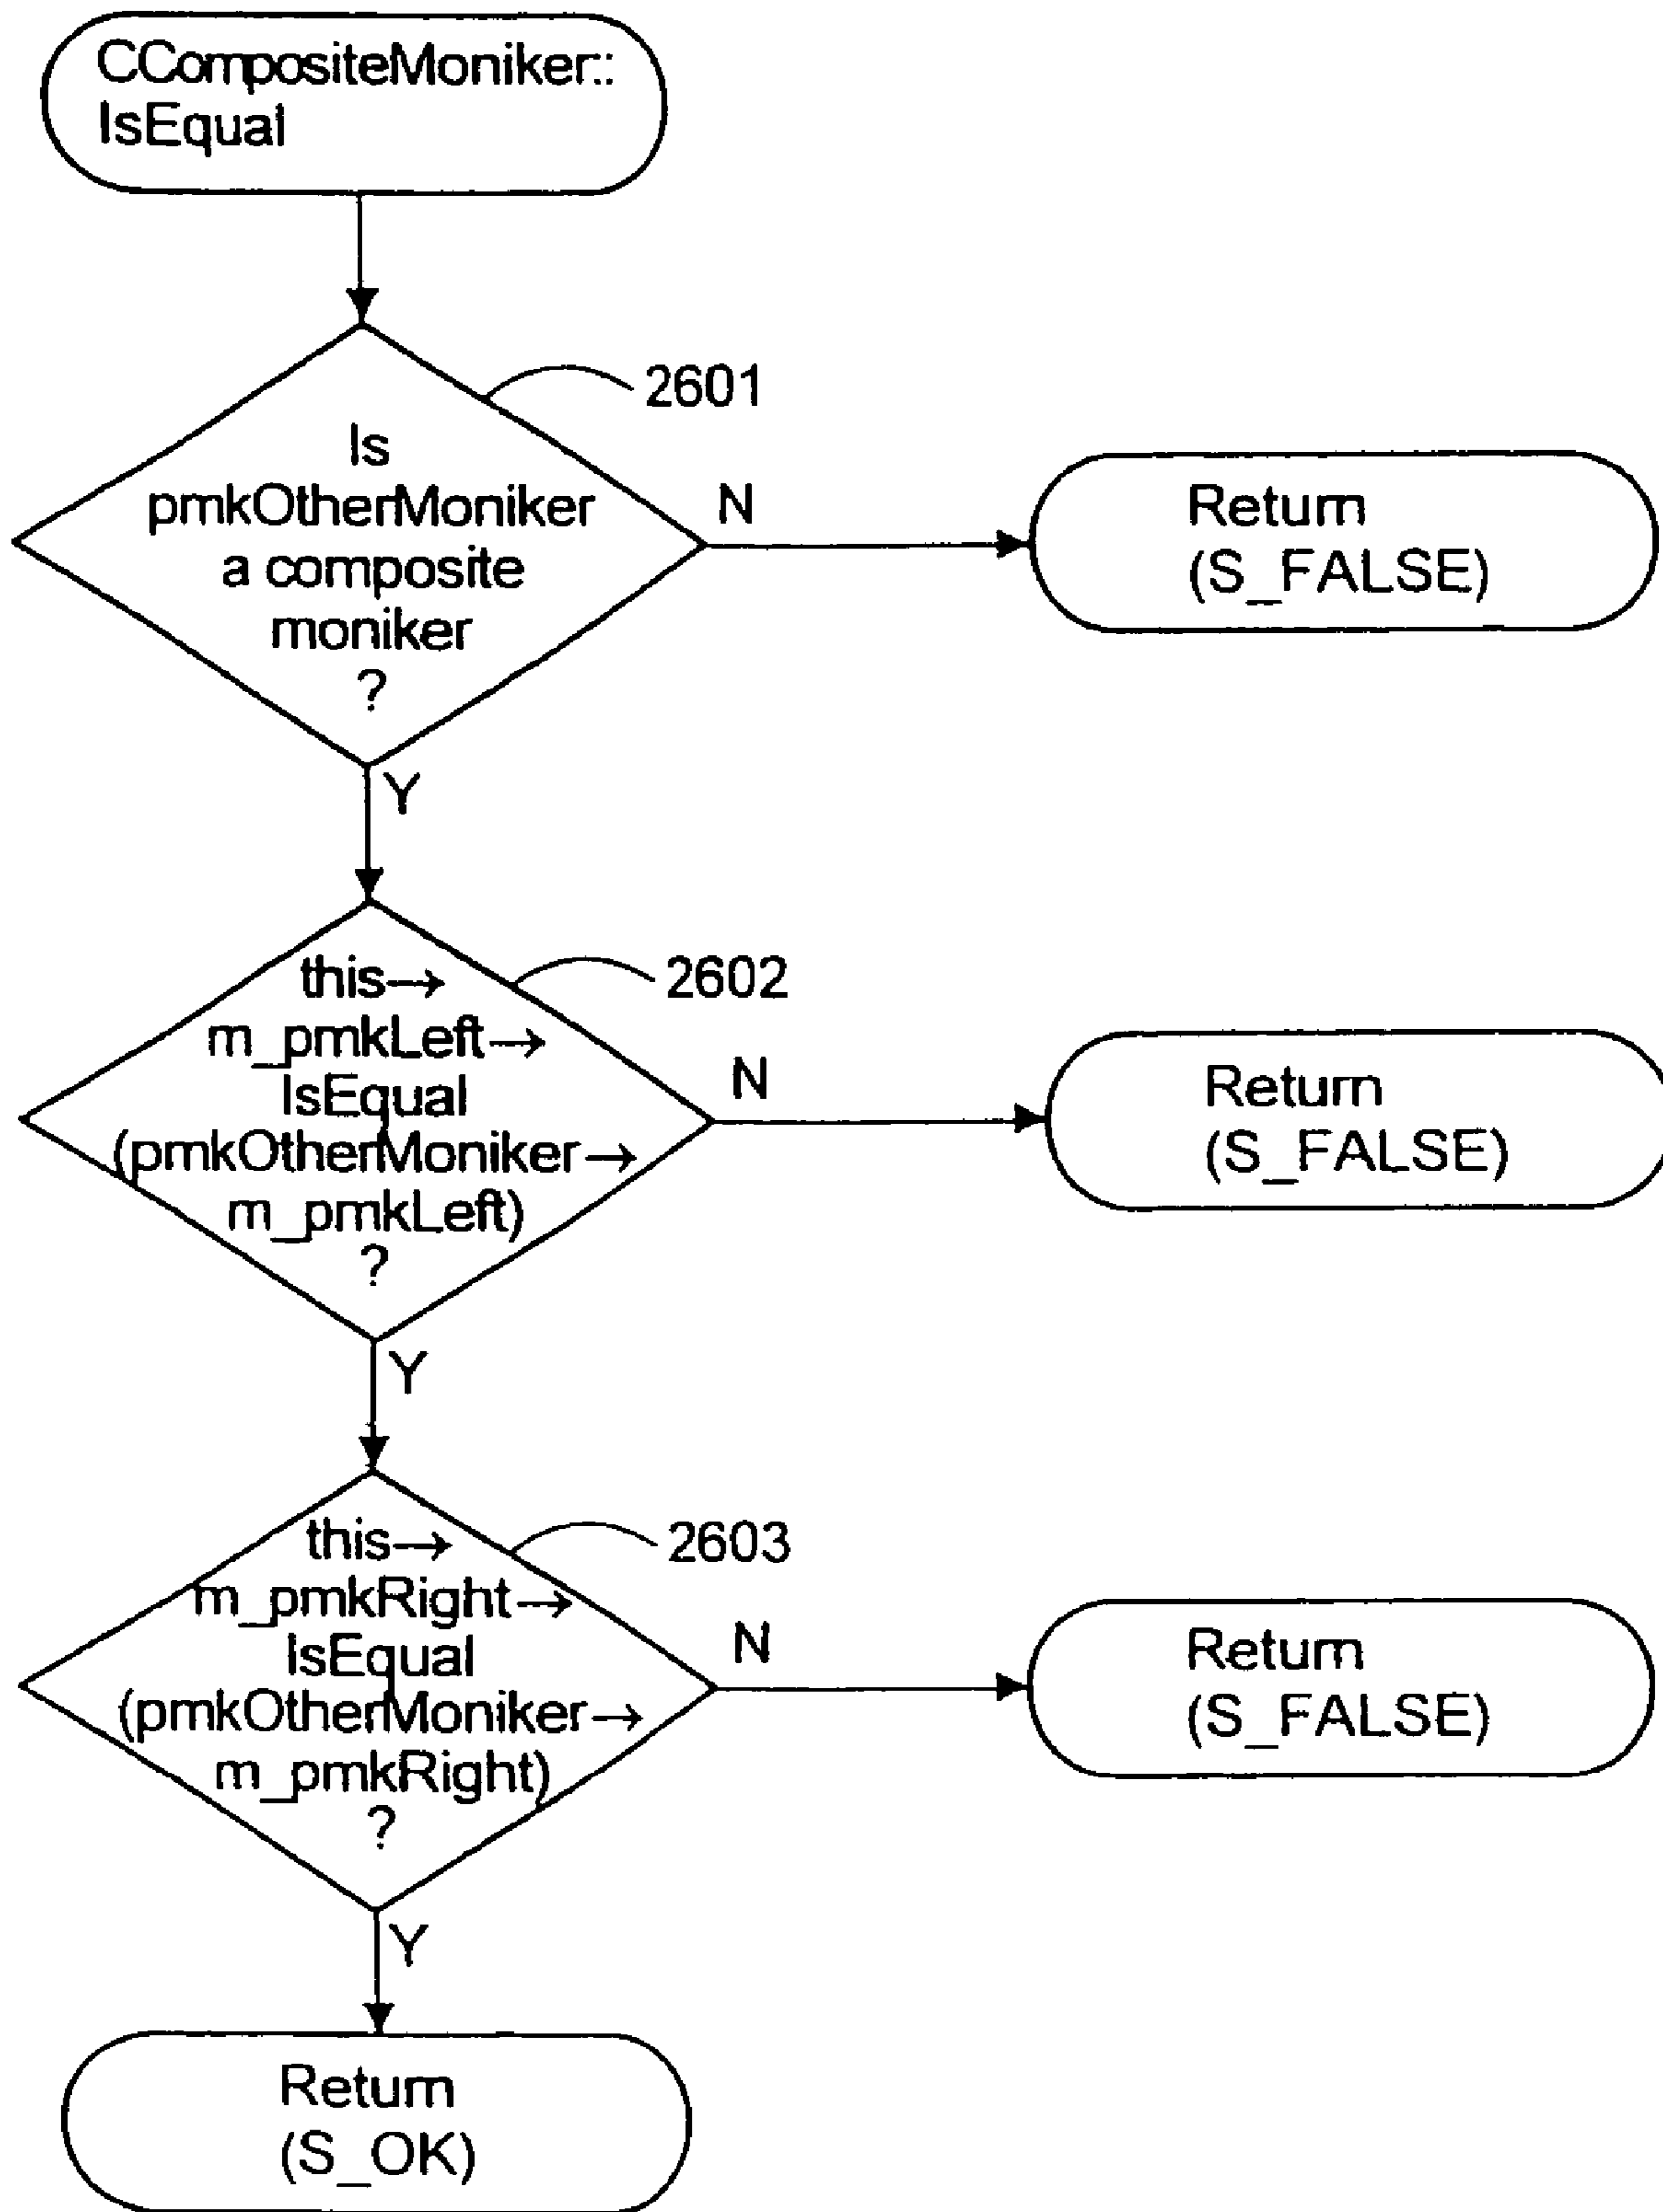 CCompositeMoniker::
IsEqual
2601
Is
pmkOtherMoniker
a composite
moniker
?
N
Return
(S_FALSE)
Y
2602
this→
m_pmkLeft→
IsEqual
(pmkOtherMoniker→
m_pmkLeft)
?
N
Return
(S_FALSE)
Y
2603
this→
m_pmkRight→
IsEqual
(pmkOtherMoniker→
m_pmkRight)
?
N
Return
(S_FALSE)
Y
Return
(S_OK)